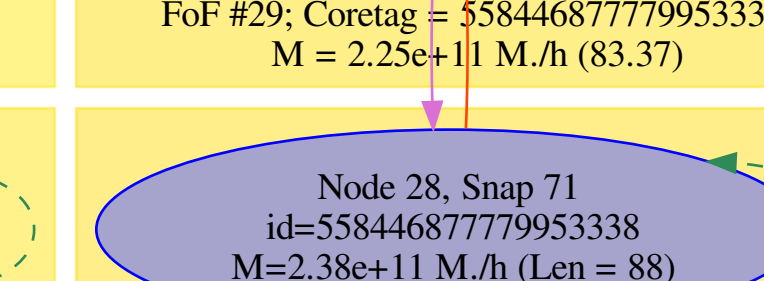 FoF #29; Coretag = 55844687777995333
M = 2.25e+11 M./h (83.37)
Node 28, Snap 71
id=558446877779953338
M=2.38e+11 M./h (Len = 88)